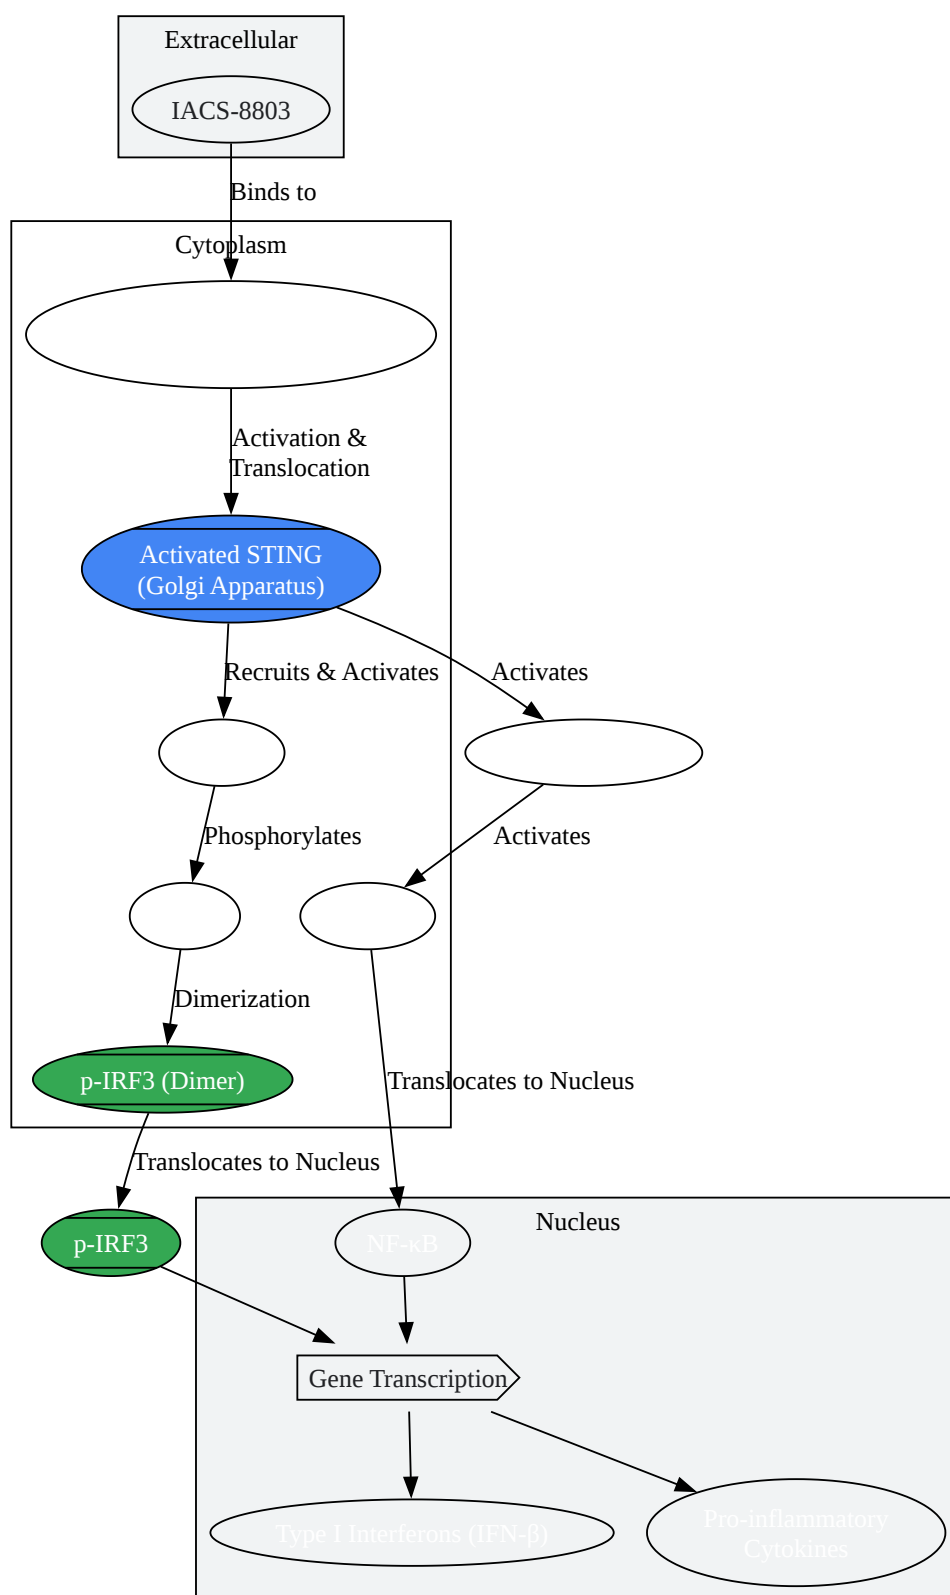 Extracellular
IACS-8803
Binds to
Cytoplasm
Activation &
Translocation
Activated STING
(Golgi Apparatus)
Recruits & Activates
Activates
Phosphorylates
Activates
Dimerization
p-IRF3 (Dimer)
Translocates to Nucleus
Translocates to Nucleus
Nucleus
p-IRF3
NF-κB
Gene Transcription
Type I Interferons (IFN-β)
Pro-inflammatory
Cytokines